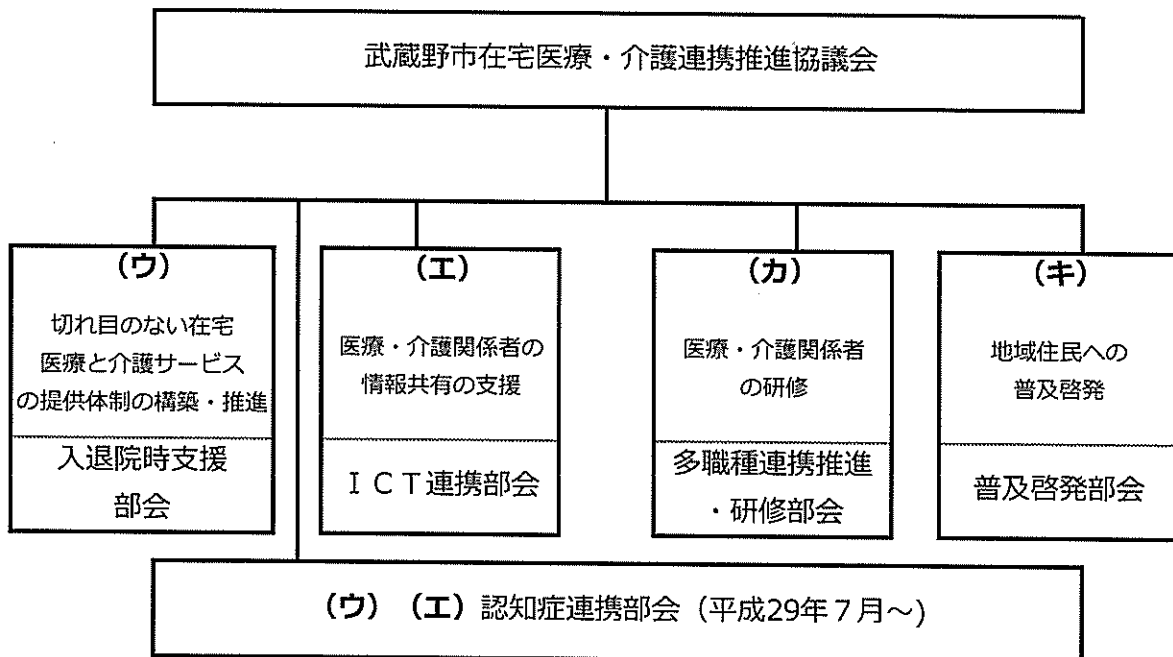 武蔵野市在宅医療・介護連携推進協議会
（ウ）
切れ目のない在宅
医療と介護サービス
の提供体制の構築・推進
入退院時支援
部会
（エ）
医療・介護関係者の
情報共有の支援
ＩＣＴ連携部会
（カ）
医療・介護関係者
の研修
多職種連携推進
・研修部会
（キ）
地域住民への
普及啓発
普及啓発部会
（ウ）（エ）認知症連携部会（平成29年７月～）